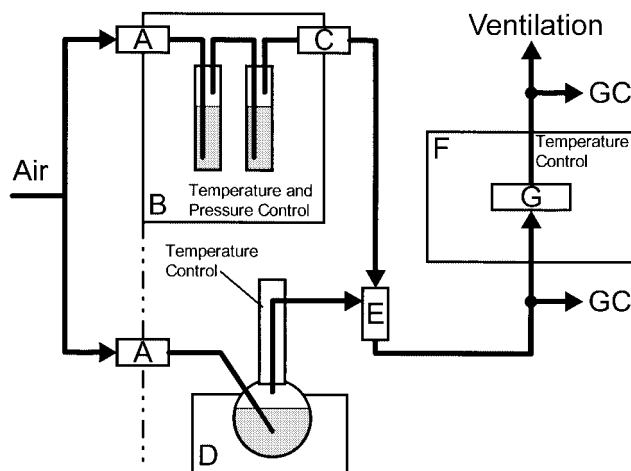 Ventilation
A
C
GC
F
Temperature
Control
Air
Temperature and
Pressure Control
B
G
Temperature
Control
E
GC
A
D